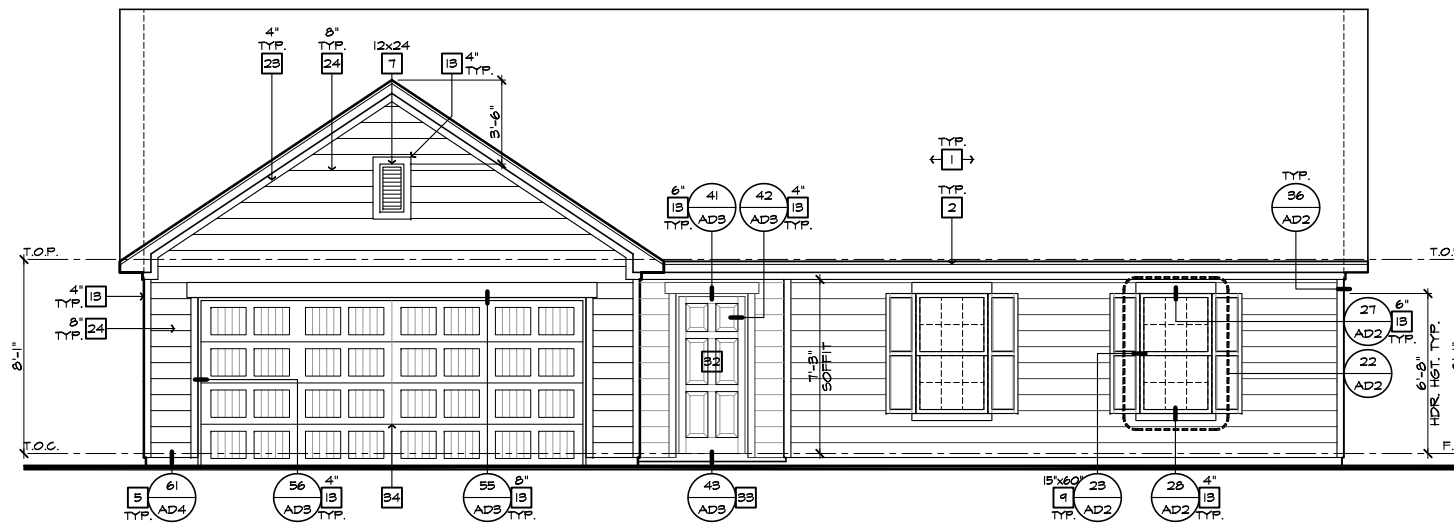 4" 8" 12x24
TYP. TYP. 7 13 4"
23 24 TYP.
3'-6"
TYP.
1
TYP.
2
TYP.
36
AD2
6" 41 42 4"
13 AD3 AD3 13
TYP. TYP.
T.O.P. T.O.
4"
TYP. 13
8"
TYP. 24
8'-1"
32
7'-3"
SOFFIT
27 6"
AD2 13
TYP.
22
AD2
6'-8"
HDR. HGT. TYP.
T.O.C. F.
5 61
TYP. AD4
56 4"
AD3 13
TYP.
34
55 8"
AD3 13
TYP.
43 33
AD3
15"x60" 23
9 AD2
TYP.
28 4"
AD2 13
TYP.